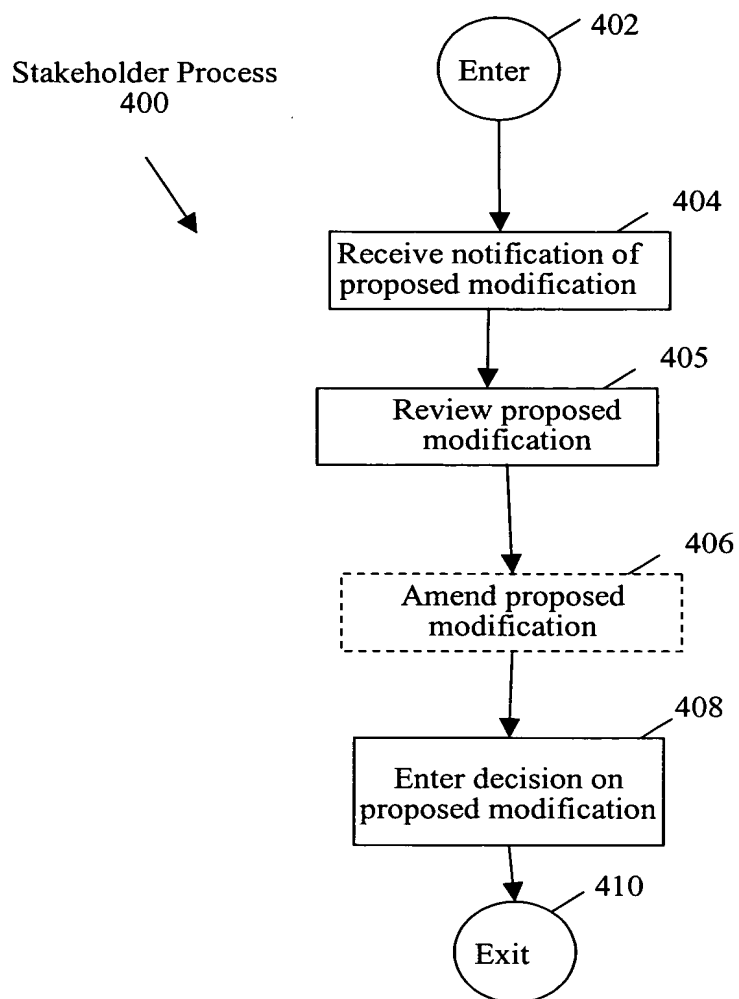 402
Enter
Stakeholder Process
400
404
Receive notification of
proposed modification
405
Review proposed
modification
406
Amend proposed
modification
408
Enter decision on
proposed modification
410
Exit